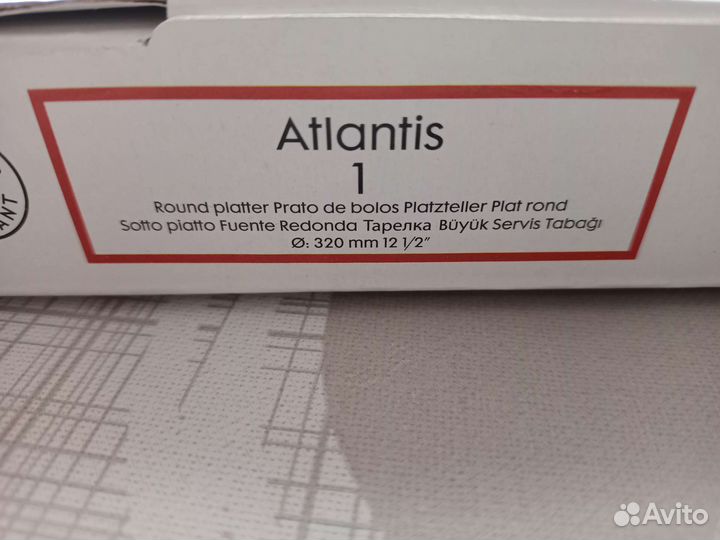 Atlantis
1
Round platter Prato de bolos Platzteller Plat rond
Sotto piatto Fuente Redonda Тарелка Büyük Servis Tabağı
Ø: 320 mm 12 1/2"
ANT
Avito